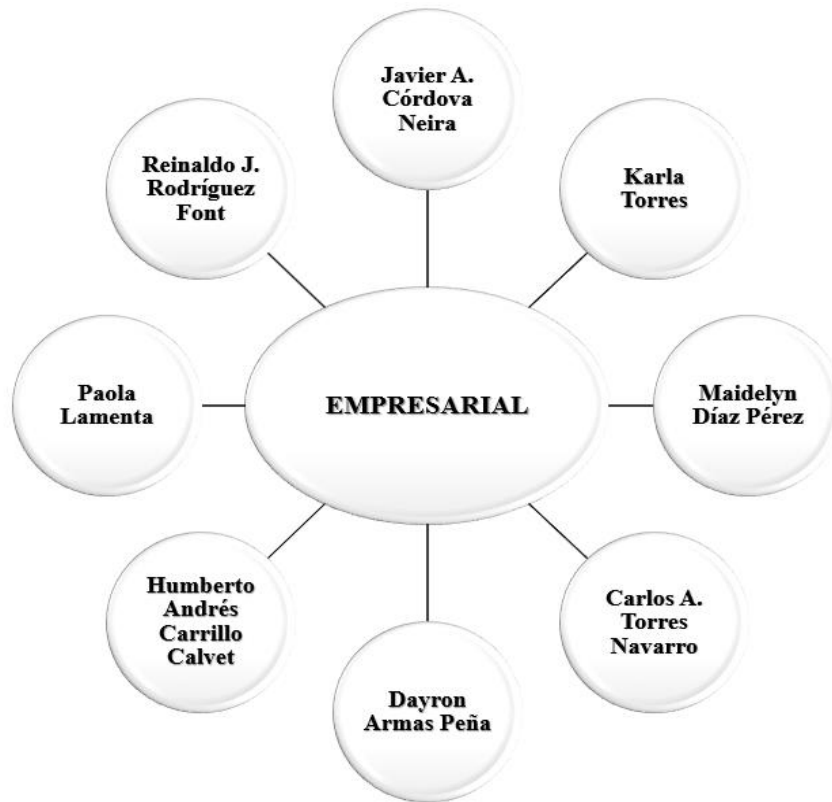 Javier A.
Córdova
Neira
Reinaldo J.
Rodríguez
Font
Karla
Torres
Paola
Lamenta
EMPRESARIAL
Maidelyn
Díaz Pérez
Humberto
Andrés
Carrillo
Calvet
Carlos A.
Torres
Navarro
Dayron
Armas Peña